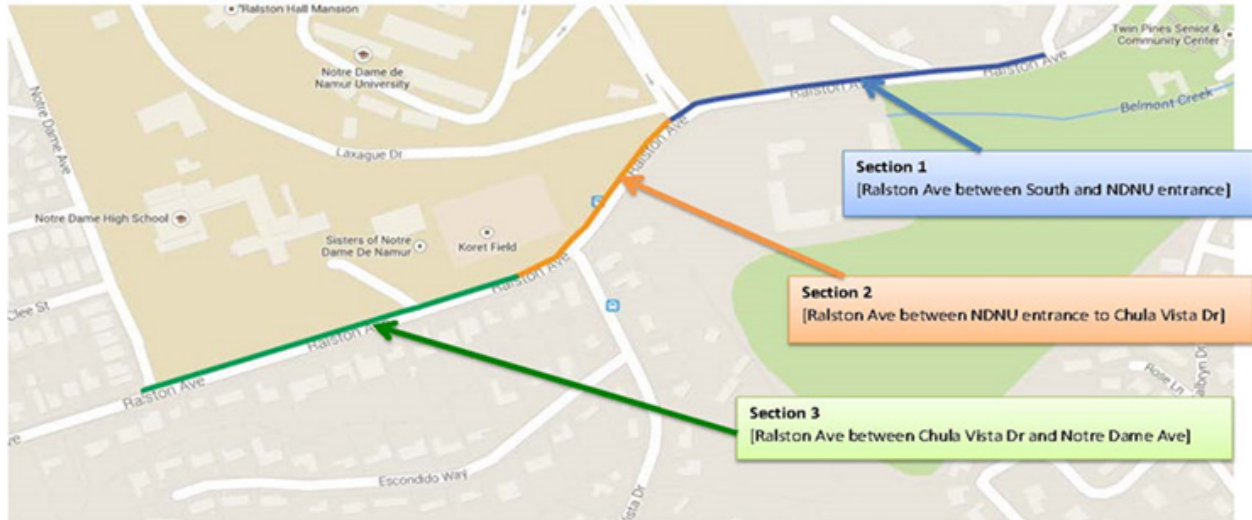 Ralston Hall Mansion
Twin Pines Senior &
Community Center
Notre Dame de
Namur University
Ralston Ave
Ralston Ave
Notre Dame Ave
Belmont Creek
Ralston Ave
Laxague Dr
Section 1
[Ralston Ave between South and NDNU entrance]
Notre Dame High School
Sisters of Notre
Dame De Namur
Koret Field
Ralston Ave
Section 2
[Ralston Ave between NDNU entrance to Chula Vista Dr]
Clee St
Ralston Ave
Ralston Ave
Rose Ln
Section 3
[Ralston Ave between Chula Vista Dr and Notre Dame Ave]
Escondido Way